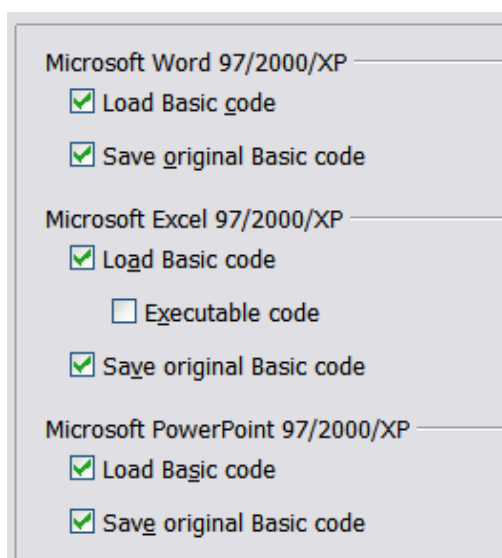 Microsoft Word 97/2000/XP
Load Basic code
Save original Basic code
Microsoft Excel 97/2000/XP
Load Basic code
Executable code
Save original Basic code
Microsoft PowerPoint 97/2000/XP
Load Basic code
Save original Basic code